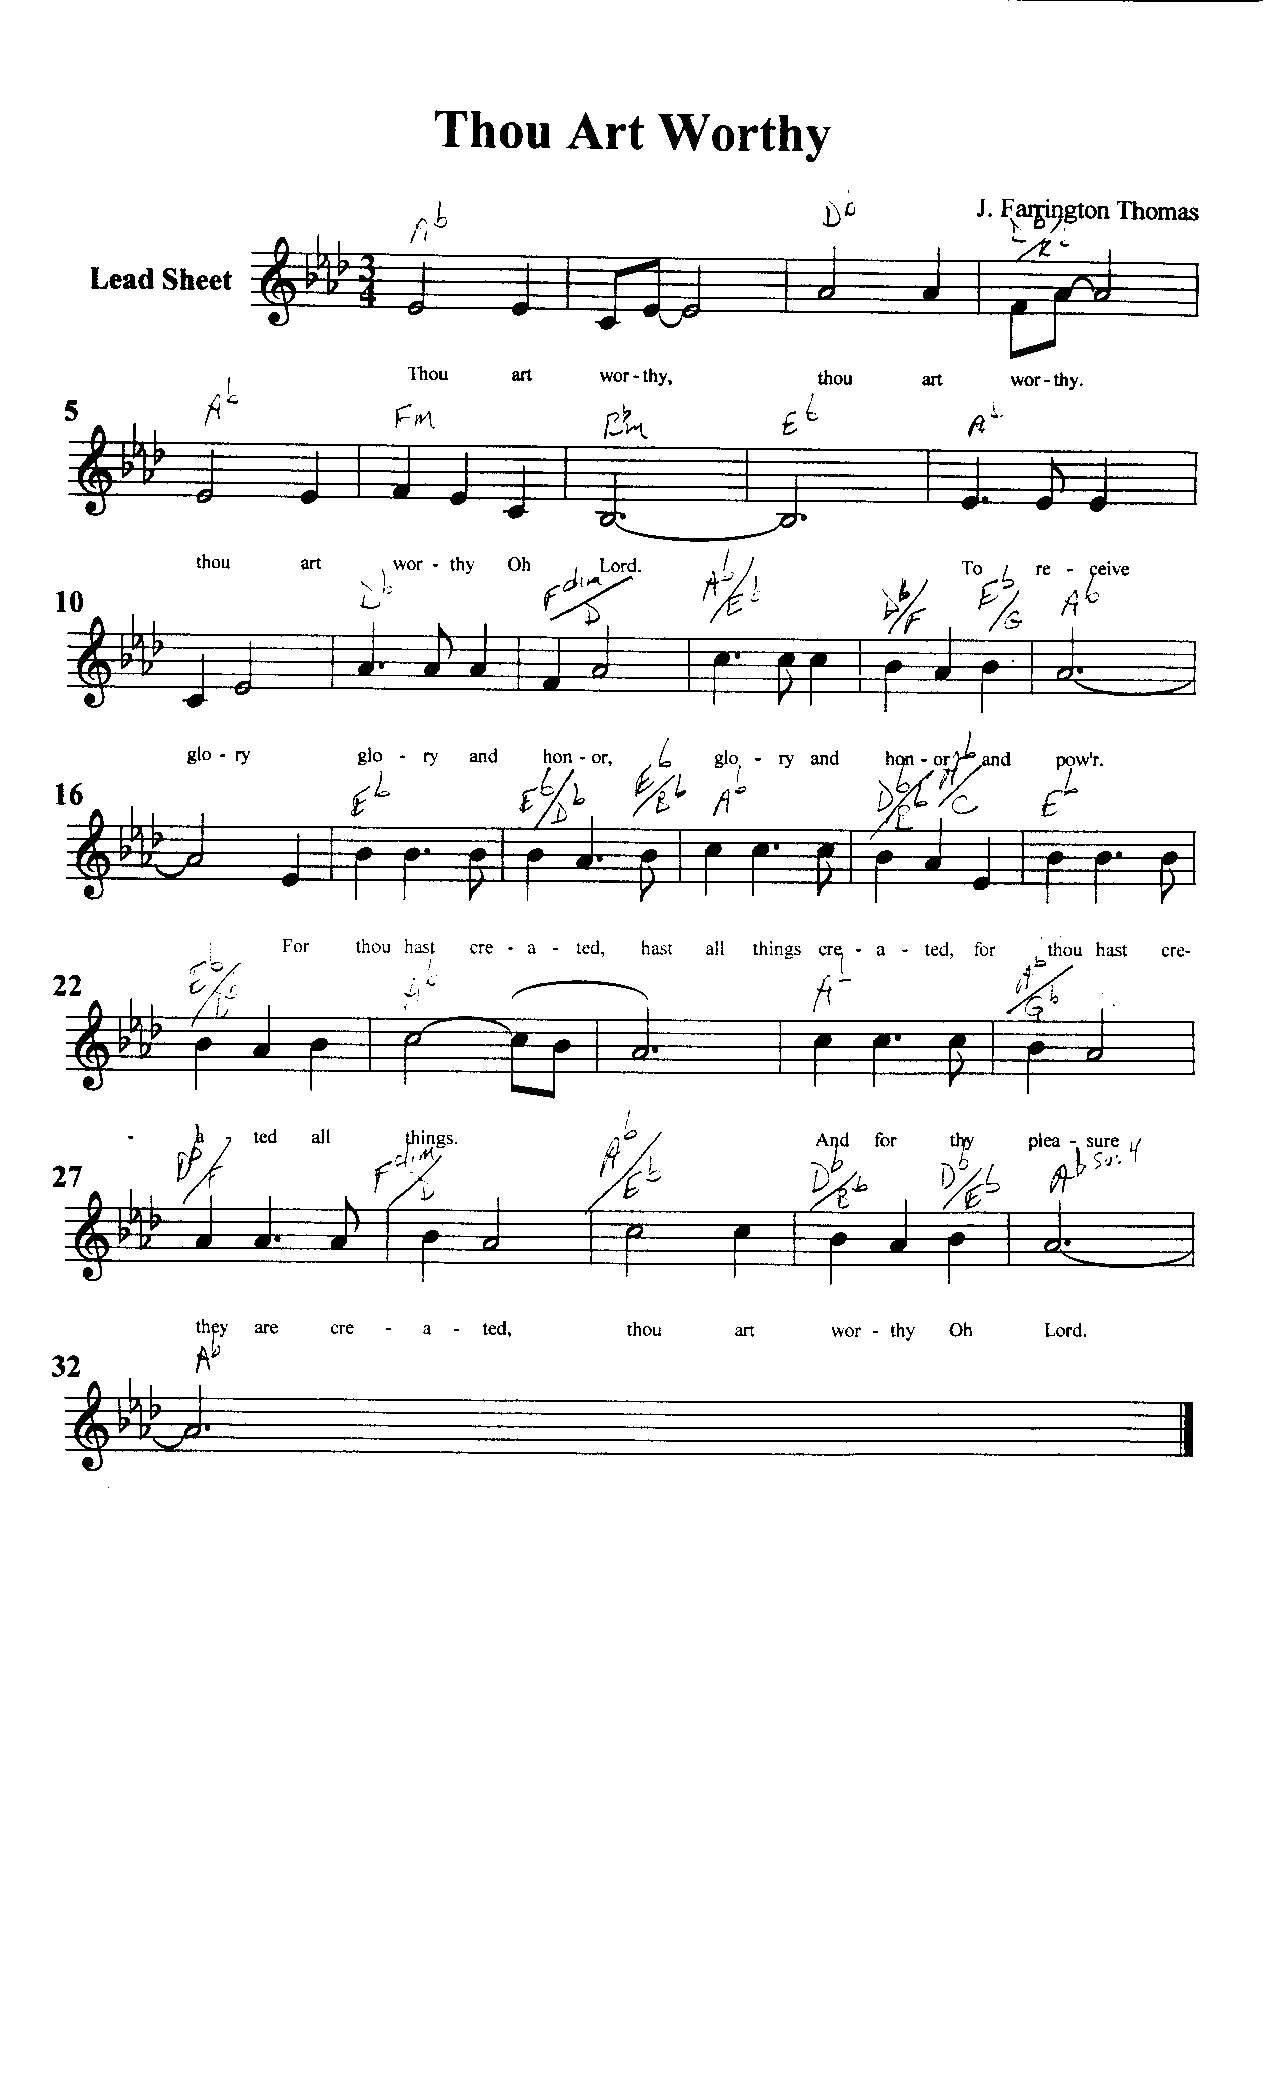 Thou Art Worthy
J. Farrington Thomas
A♭ D♭
Lead Sheet
3
4
Thou art wor-thy, thou art wor-thy.
5
A♭ Fm B♭m E♭ A♭
thou art wor - thy Oh Lord. To re - ceive
10
D♭ Fdim/D A♭/E♭ D♭/F E♭/G A♭
glo - ry glo - ry and hon - or, glo - ry and hon - or, and pow'r.
16
E♭ E♭/D♭ E♭/B♭ A♭ D♭/B♭ A♭/C E♭
For thou hast cre - a - ted, hast all things cre - a - ted, for thou hast cre-
22
A♭ A♭/G♭
- a - ted all things. And for thy plea - sure
27
D♭/F Fdim/D A♭/E♭ D♭/B♭ D♭/E♭ A♭sus4
they are cre - a - ted, thou art wor - thy Oh Lord.
32
A♭